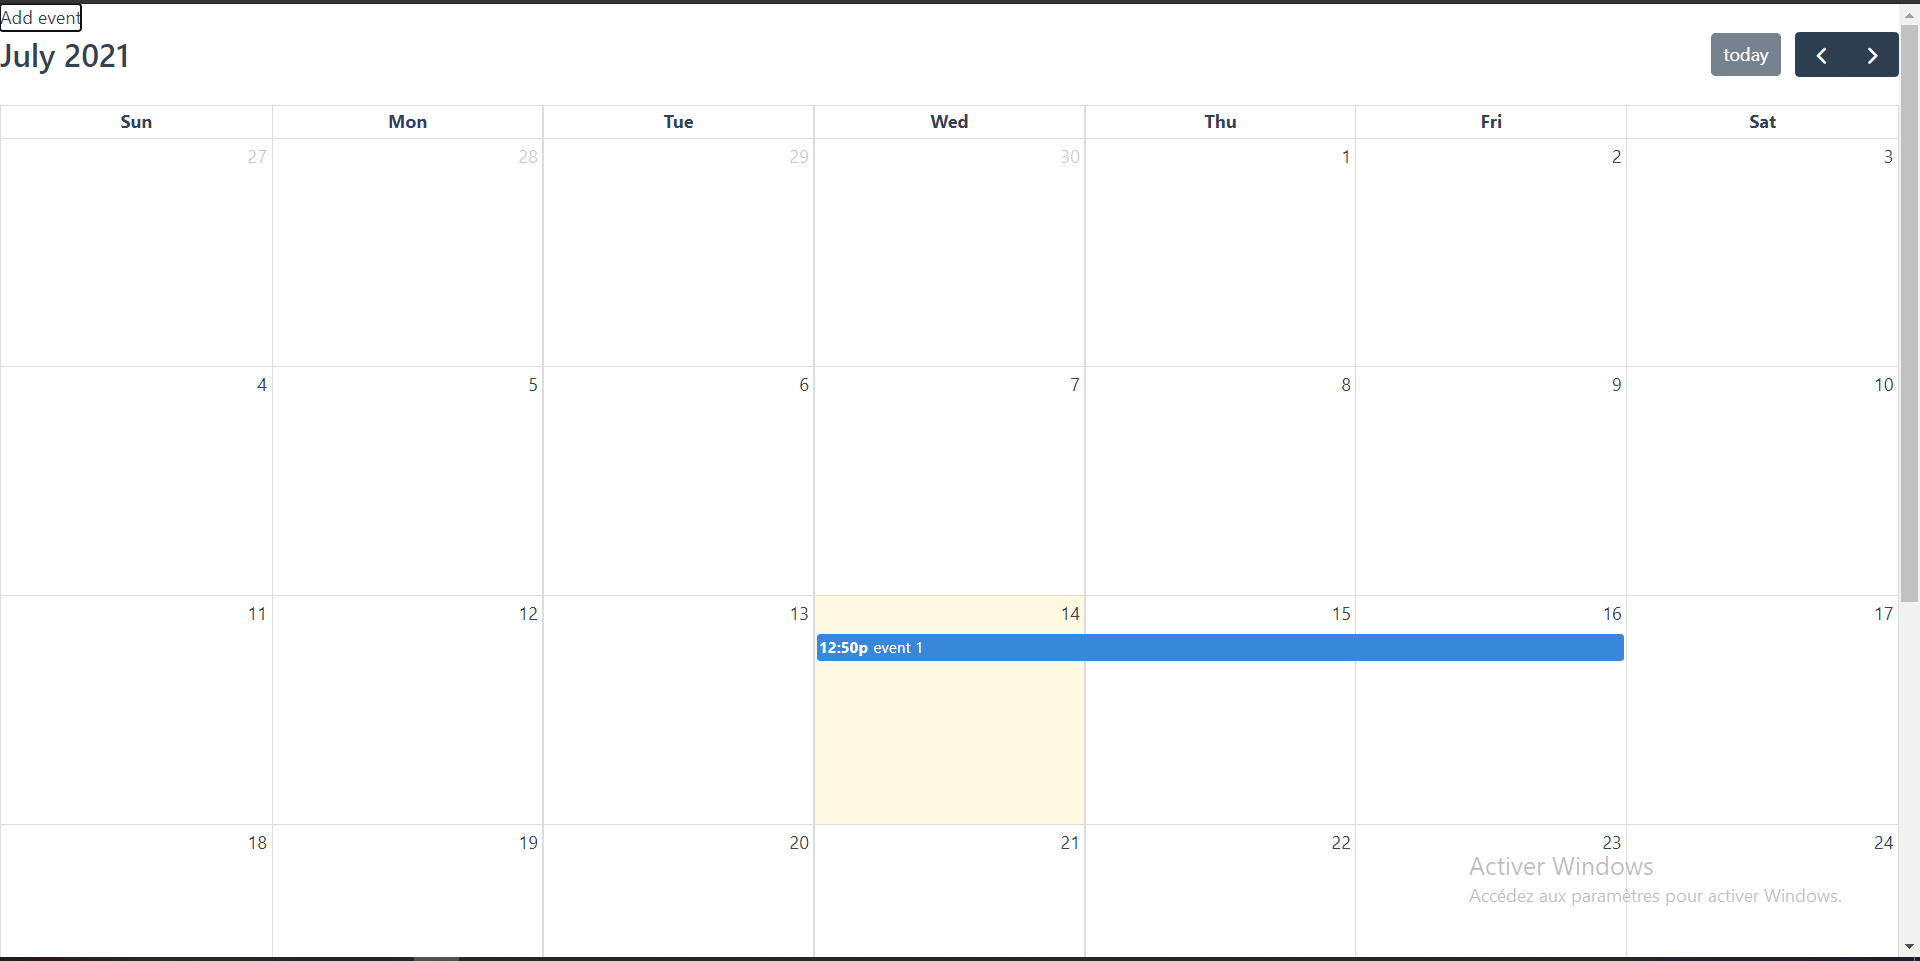 Add event
July 2021
today
Sun Mon Tue Wed Thu Fri Sat
27 28 29 30 1 2 3
4 5 6 7 8 9 10
11 12 13 14 15 16 17
12:50p event 1
18 19 20 21 22 23 24
Activer Windows
Accédez aux paramètres pour activer Windows.